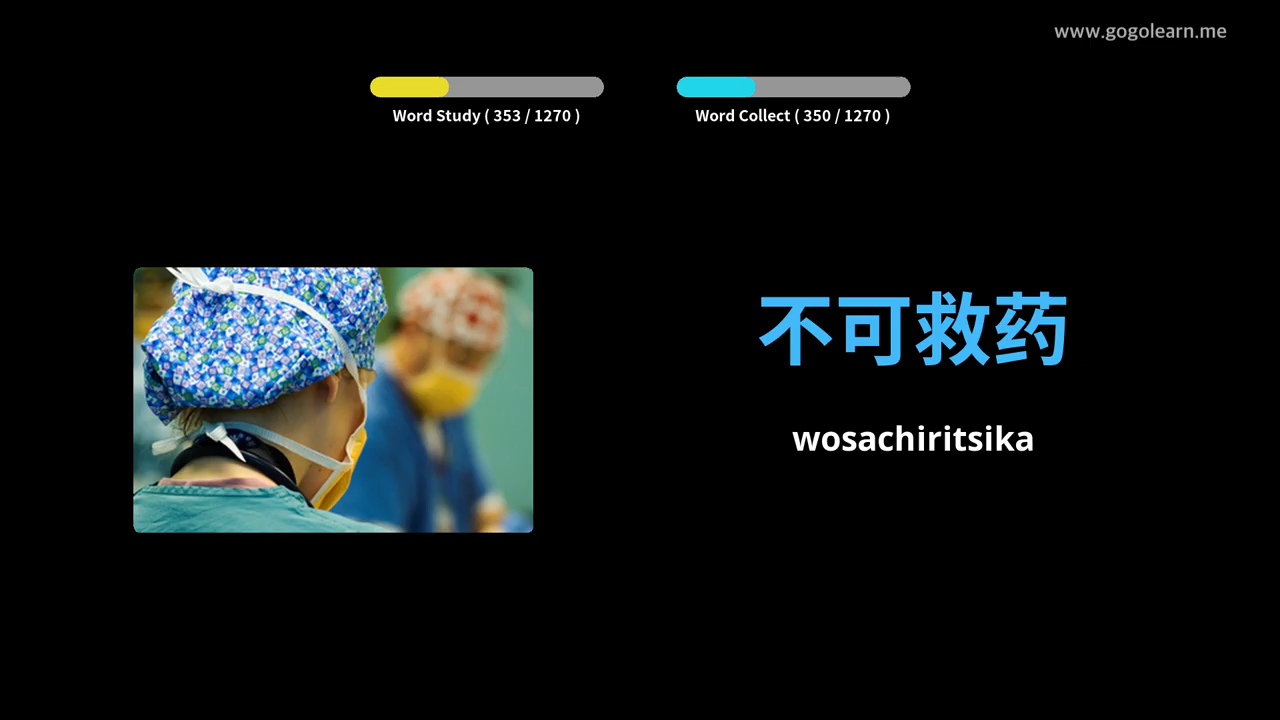 www.gogolearn.me
Word Study ( 353 / 1270 )
Word Collect ( 350 / 1270 )
不可救药
wosachiritsika